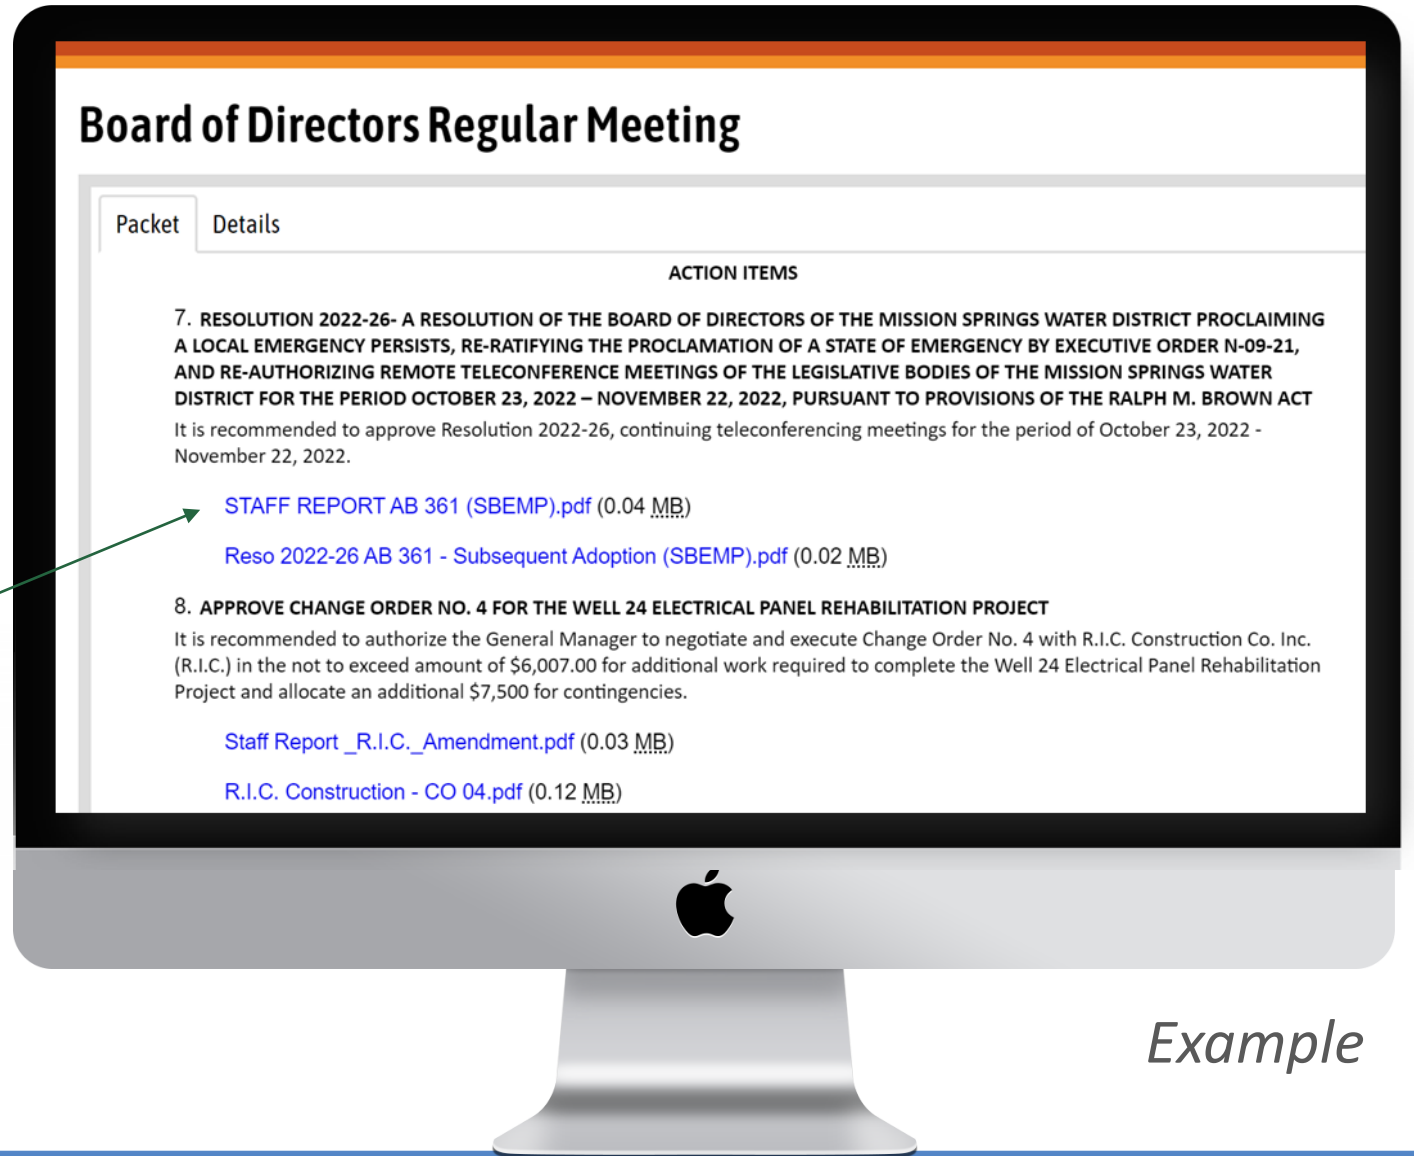 Board of Directors Regular Meeting
Packet Details
ACTION ITEMS
7. RESOLUTION 2022-26- A RESOLUTION OF THE BOARD OF DIRECTORS OF THE MISSION SPRINGS WATER DISTRICT PROCLAIMING
A LOCAL EMERGENCY PERSISTS, RE-RATIFYING THE PROCLAMATION OF A STATE OF EMERGENCY BY EXECUTIVE ORDER N-09-21,
AND RE-AUTHORIZING REMOTE TELECONFERENCE MEETINGS OF THE LEGISLATIVE BODIES OF THE MISSION SPRINGS WATER
DISTRICT FOR THE PERIOD OCTOBER 23, 2022 – NOVEMBER 22, 2022, PURSUANT TO PROVISIONS OF THE RALPH M. BROWN ACT
It is recommended to approve Resolution 2022-26, continuing teleconferencing meetings for the period of October 23, 2022 -
November 22, 2022.
STAFF REPORT AB 361 (SBEMP).pdf (0.04 MB)
Reso 2022-26 AB 361 - Subsequent Adoption (SBEMP).pdf (0.02 MB)
8. APPROVE CHANGE ORDER NO. 4 FOR THE WELL 24 ELECTRICAL PANEL REHABILITATION PROJECT
It is recommended to authorize the General Manager to negotiate and execute Change Order No. 4 with R.I.C. Construction Co. Inc.
(R.I.C.) in the not to exceed amount of $6,007.00 for additional work required to complete the Well 24 Electrical Panel Rehabilitation
Project and allocate an additional $7,500 for contingencies.
Staff Report _R.I.C._Amendment.pdf (0.03 MB)
R.I.C. Construction - CO 04.pdf (0.12 MB)
Example